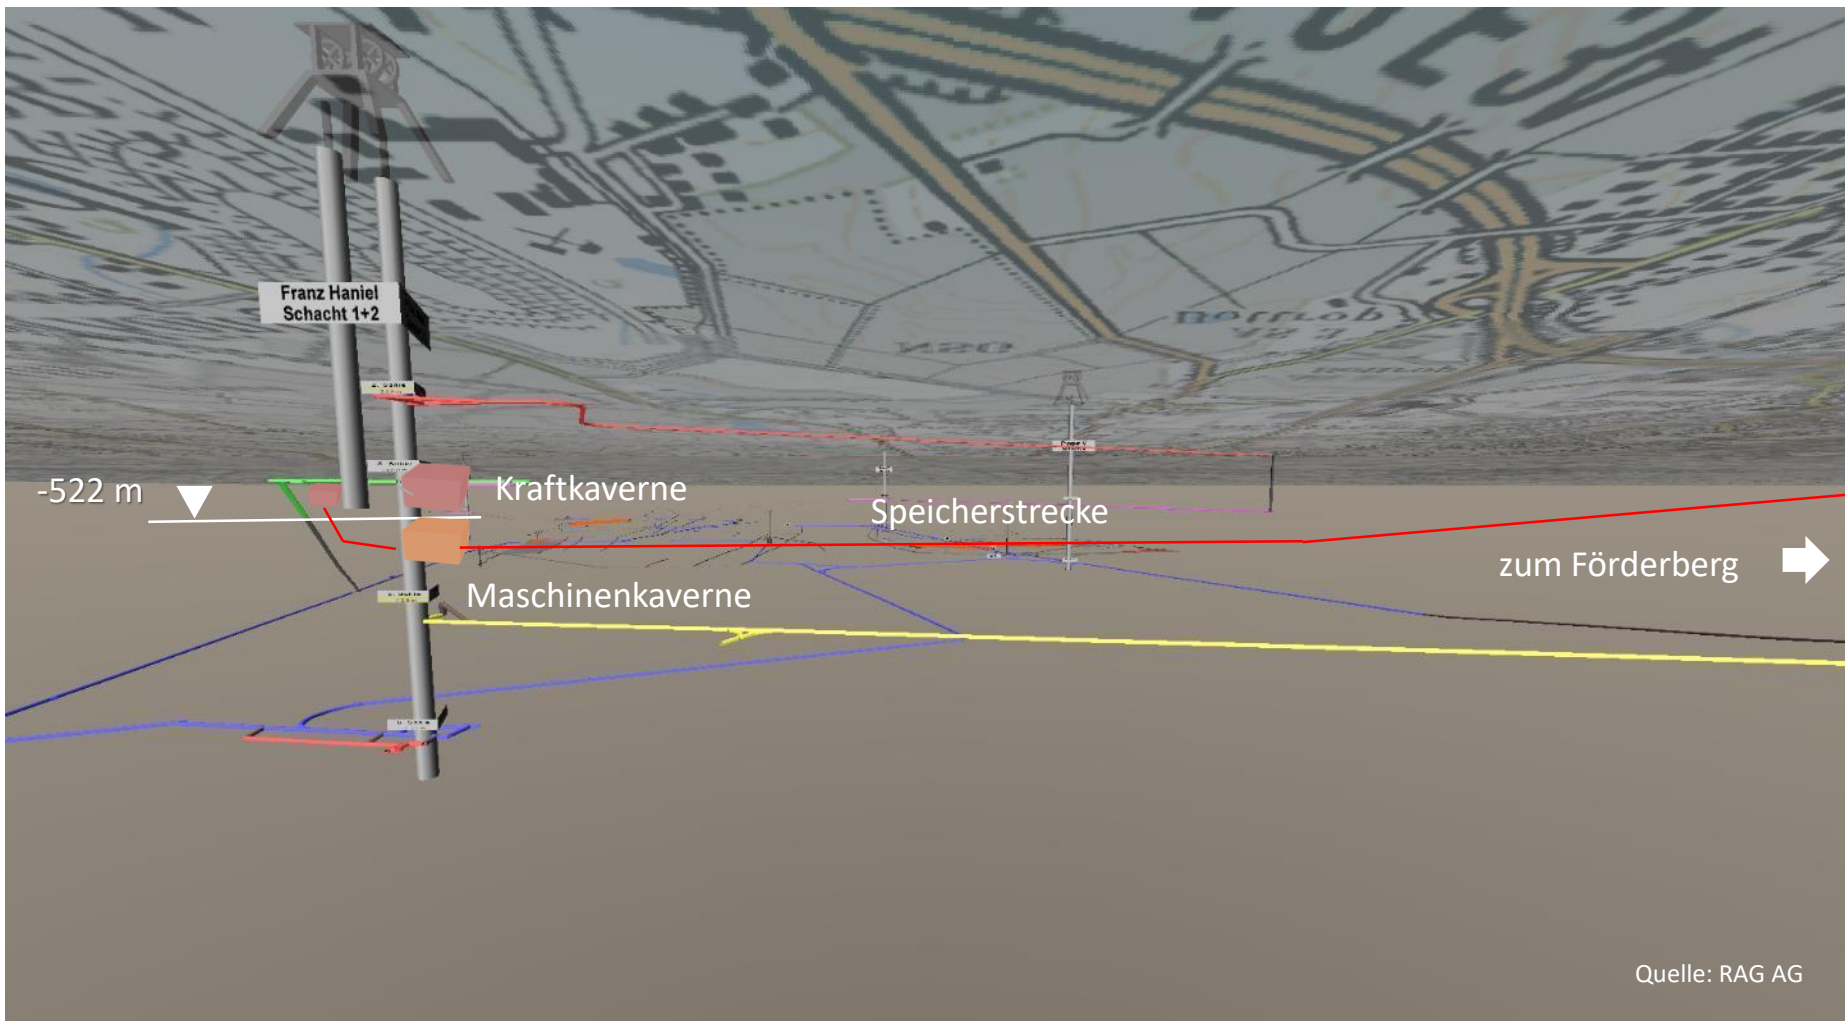 Franz Haniel
Schacht 1+2
-522 m
Kraftkaverne
Speicherstrecke
zum Förderberg
Maschinenkaverne
Quelle: RAG AG